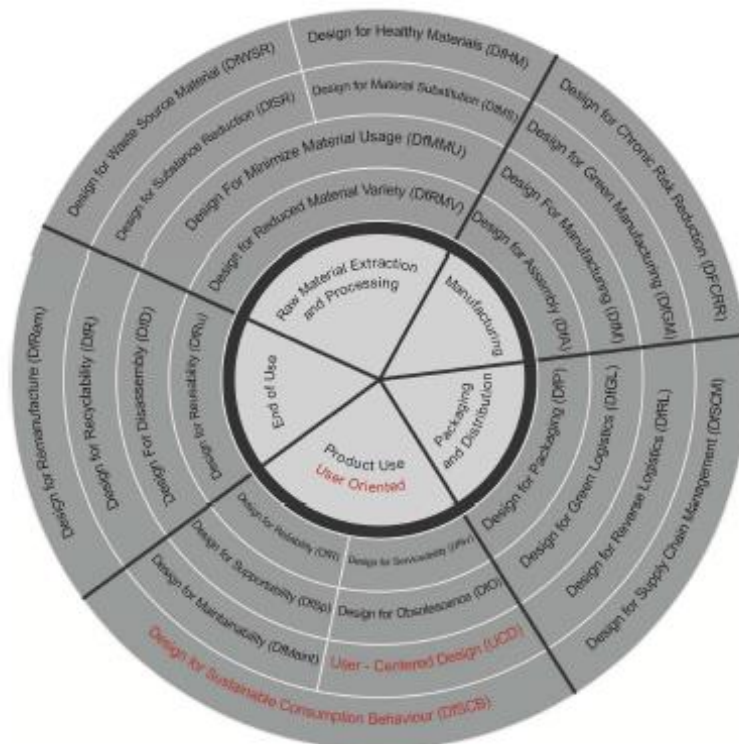 Design for Waste Source Material (DfWSR)
Design for Healthy Materials (DfHM)
Design for Substance Reduction (DfSR)
Design for Material Substitution (DfMS)
Design For Minimize Material Usage (DfMMU)
Design for Reduced Material Variety (DfRMV)
Design for Chronic Risk Reduction (DFCRR)
Design for Green Manufacturing (DfGM)
Design For Manufacturing (DfM)
Design for Assembly (DfA)
Design for Packaging (DfP)
Design for Green Logistics (DfGL)
Design for Reverse Logistics (DfRL)
Design for Supply Chain Management (DfSCM)
Design for Reliability (DfR)
Design for Serviceability (DfSv)
Design for Supportability (DfSp)
Design for Obsolescence (DfO)
Design for Maintainability (DfMaint)
User - Centered Design (UCD)
Design for Sustainable Consumption Behaviour (DfSCB)
Design for Remanufacture (DfRem)
Design for Recyclability (DfR)
Design For Disassembly (DfD)
Design for Reusability (DfRu)
Raw Material Extraction
and Processing
Manufacturing
Packaging
and Distribution
Product Use
User Oriented
End of Use